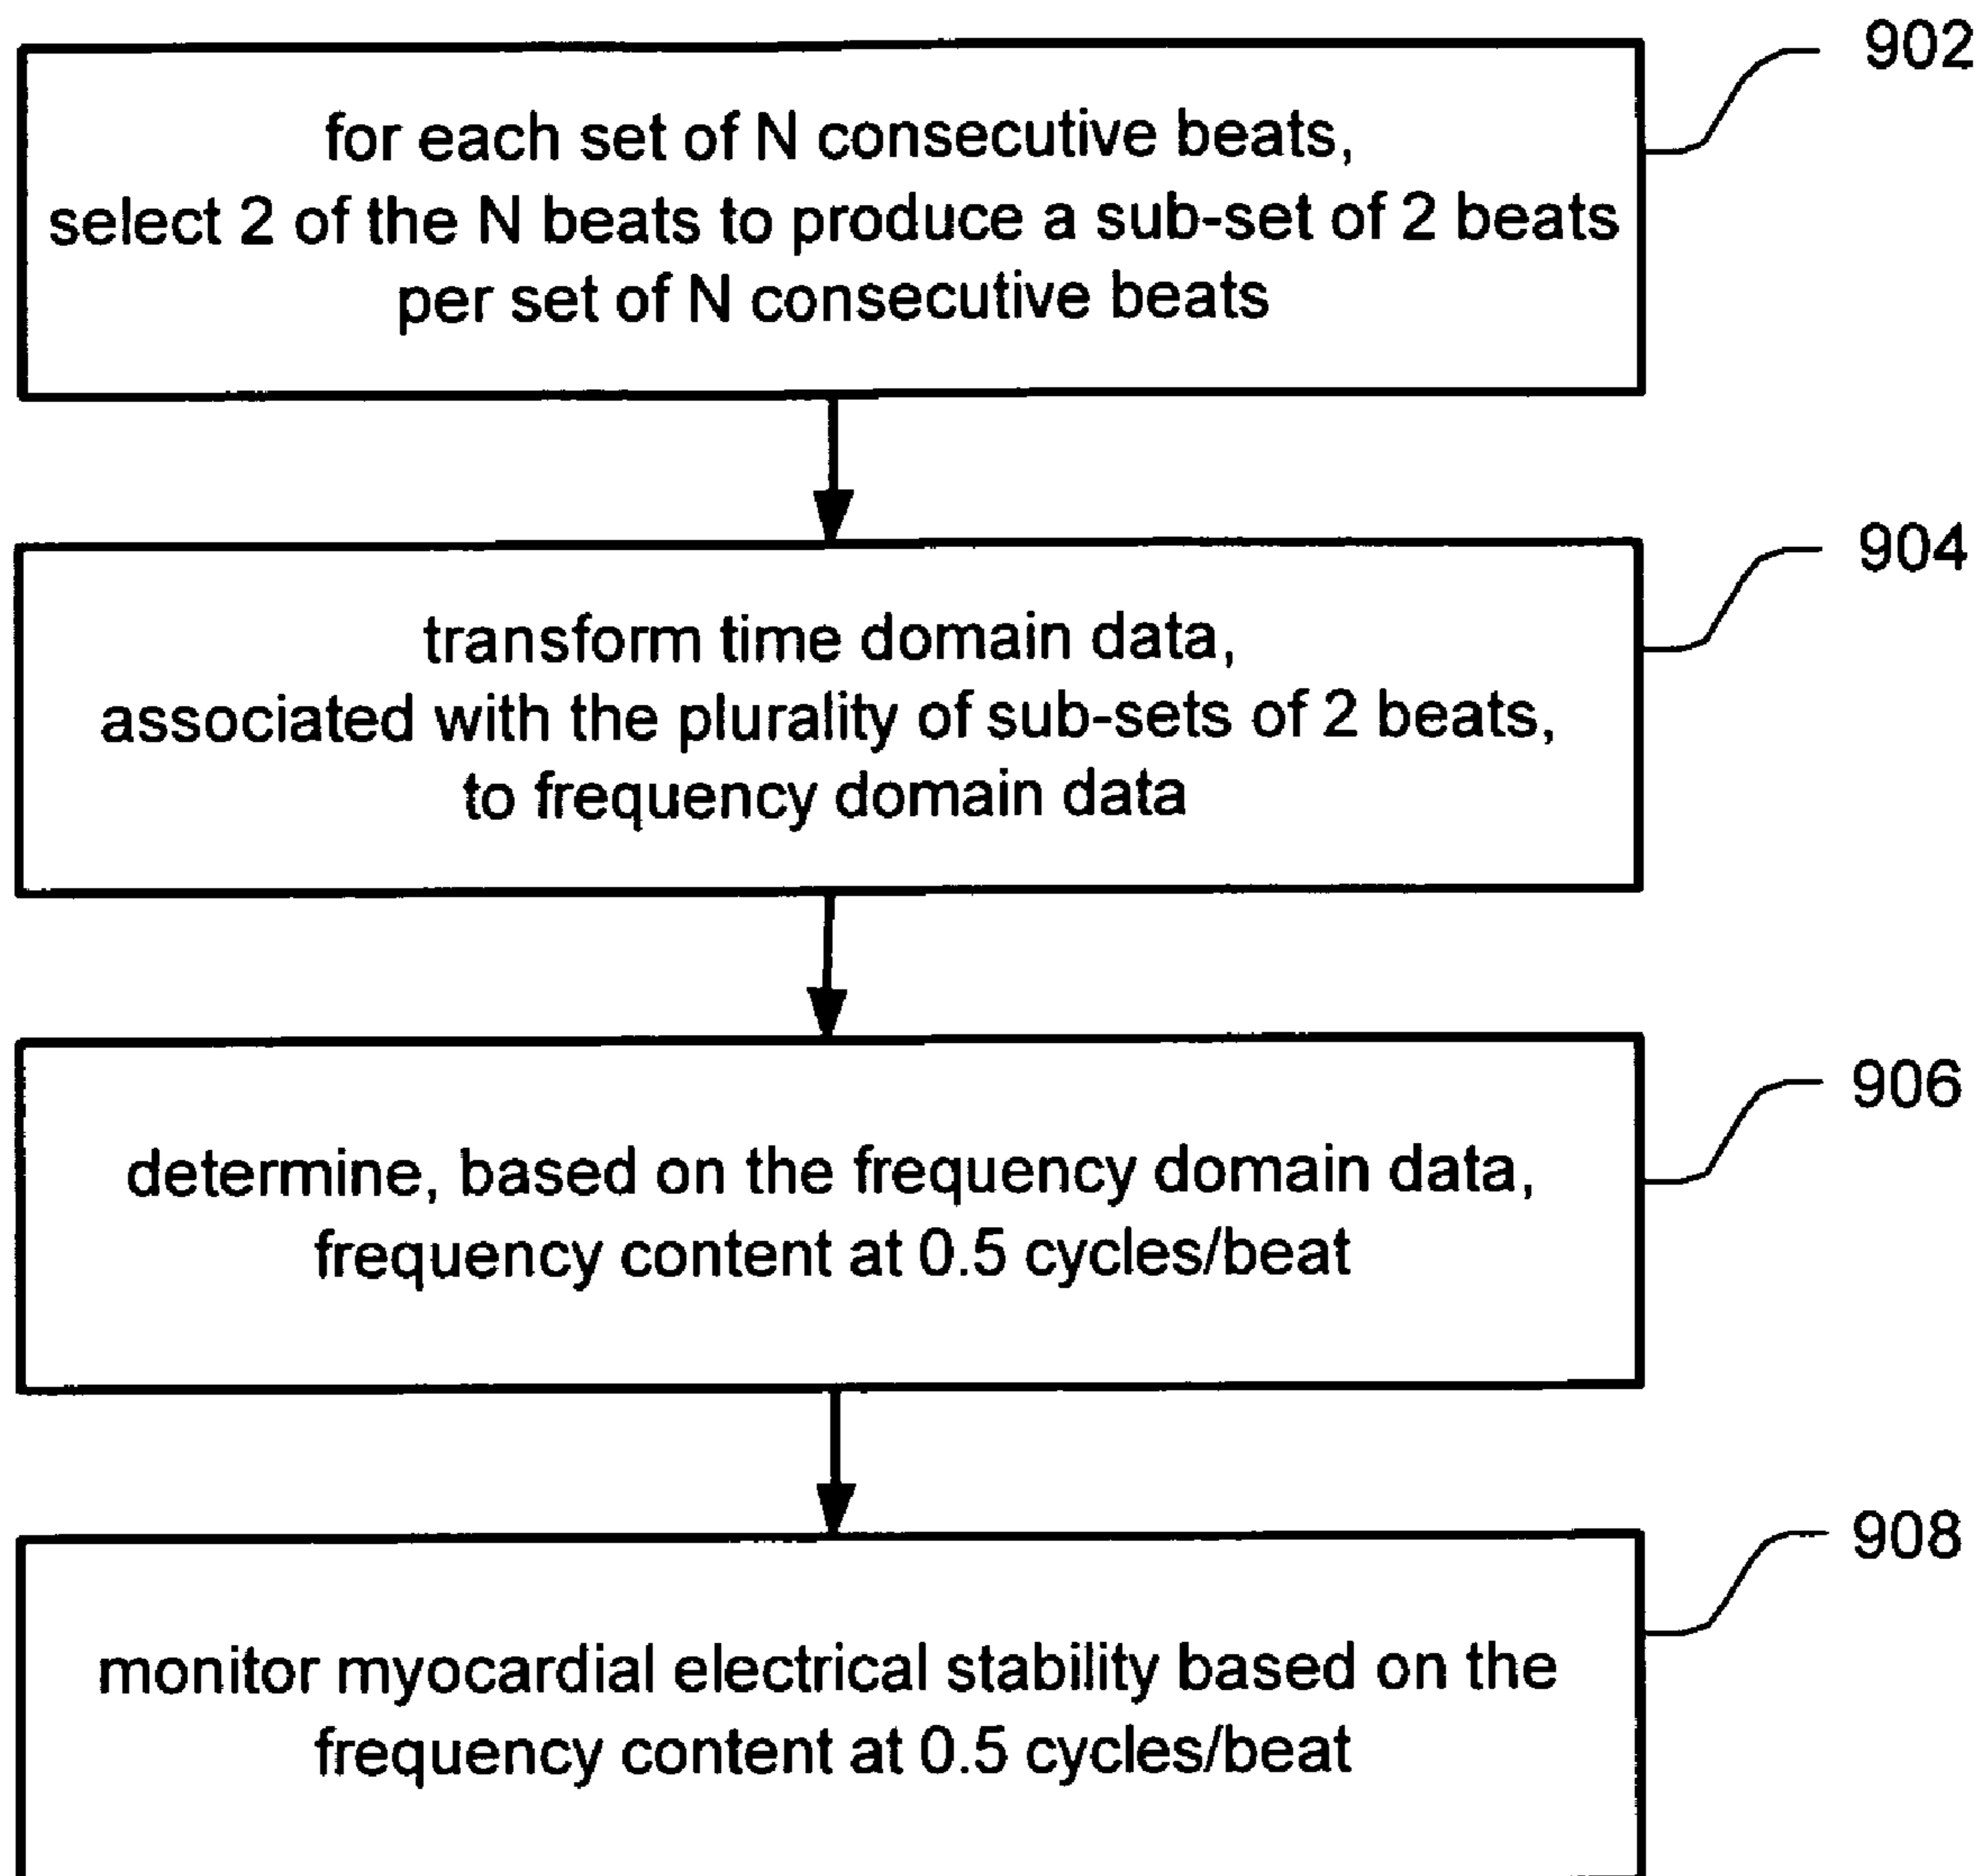 902
for each set of N consecutive beats,
select 2 of the N beats to produce a sub-set of 2 beats
per set of N consecutive beats
904
transform time domain data,
associated with the plurality of sub-sets of 2 beats,
to frequency domain data
906
determine, based on the frequency domain data,
frequency content at 0.5 cycles/beat
908
monitor myocardial electrical stability based on the
frequency content at 0.5 cycles/beat